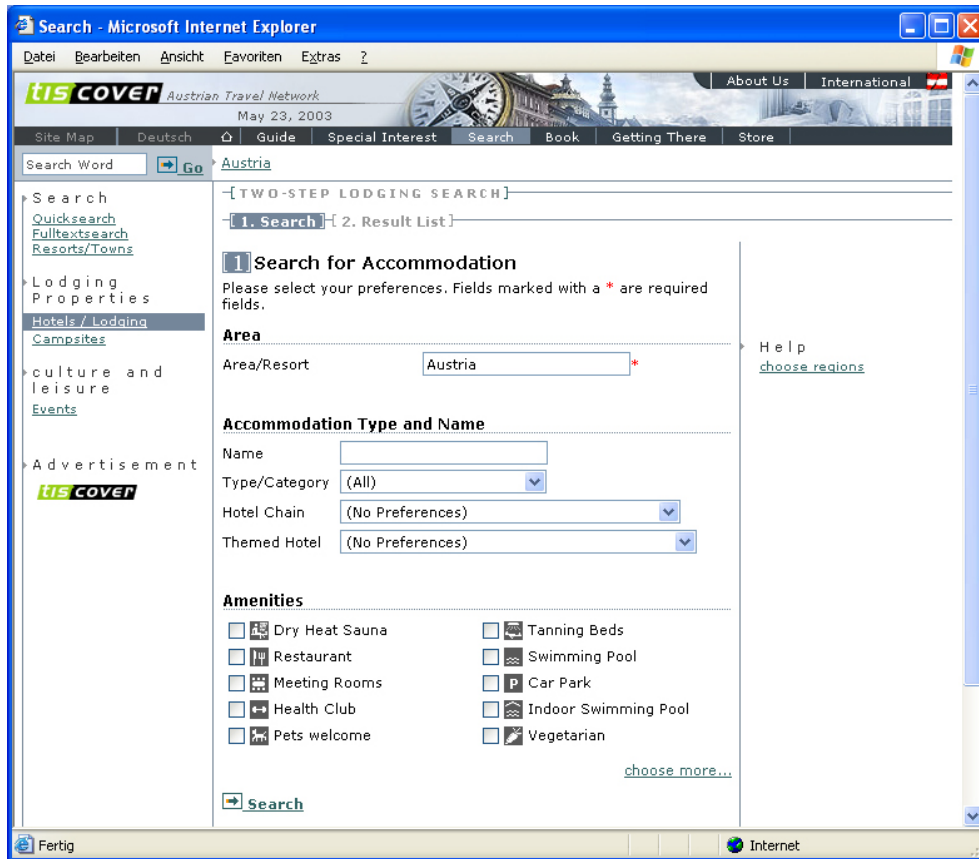 Search - Microsoft Internet Explorer
Datei Bearbeiten Ansicht Favoriten Extras ?
tiscover Austrian Travel Network
About Us International
May 23, 2003
Site Map Deutsch Guide Special Interest Search Book Getting There Store
Search Word Go
Austria
[TWO-STEP LODGING SEARCH]
[1. Search] [2. Result List]
Search
Quicksearch
Fulltextsearch
Resorts/Towns
Lodging
Properties
Hotels / Lodging
Campsites
culture and
leisure
Events
Advertisement
tiscover
[1] Search for Accommodation
Please select your preferences. Fields marked with a * are required
fields.
Area
Area/Resort Austria *
Accommodation Type and Name
Name
Type/Category (All)
Hotel Chain (No Preferences)
Themed Hotel (No Preferences)
Amenities
Dry Heat Sauna Tanning Beds
Restaurant Swimming Pool
Meeting Rooms P Car Park
Health Club Indoor Swimming Pool
Pets welcome Vegetarian
choose more...
Search
Help
choose regions
Fertig Internet